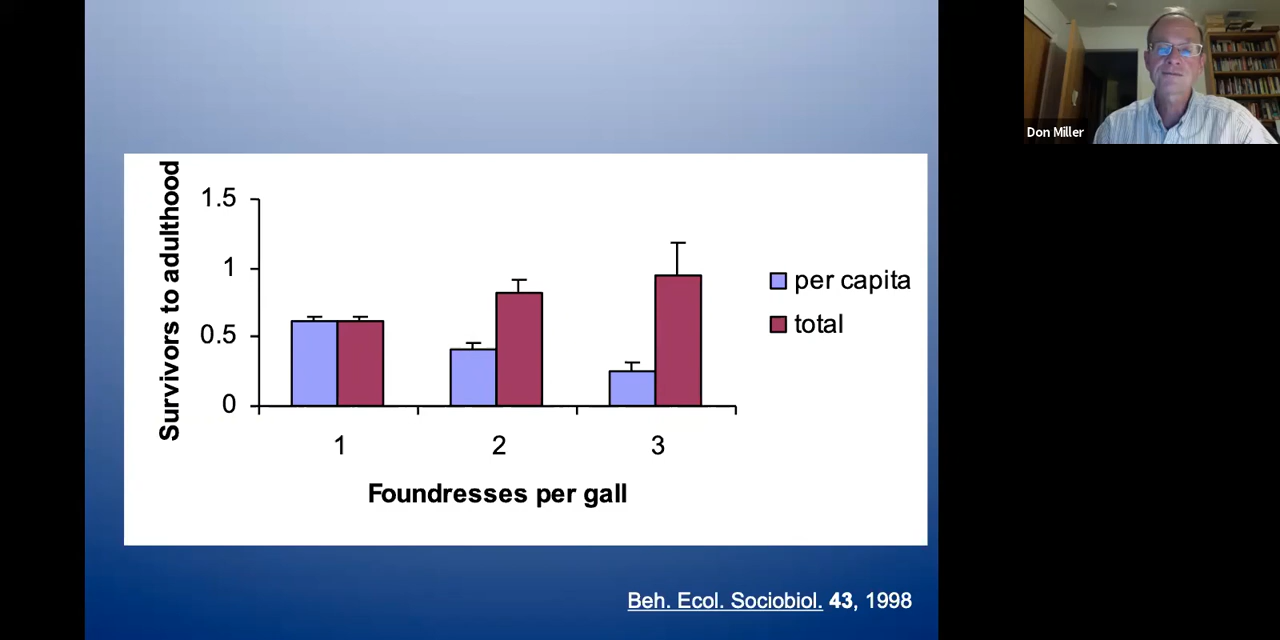 Don Miller
Survivors to adulthood
1.5
1
0.5
0
1 2 3
Foundresses per gall
per capita
total
Beh. Ecol. Sociobiol. 43, 1998